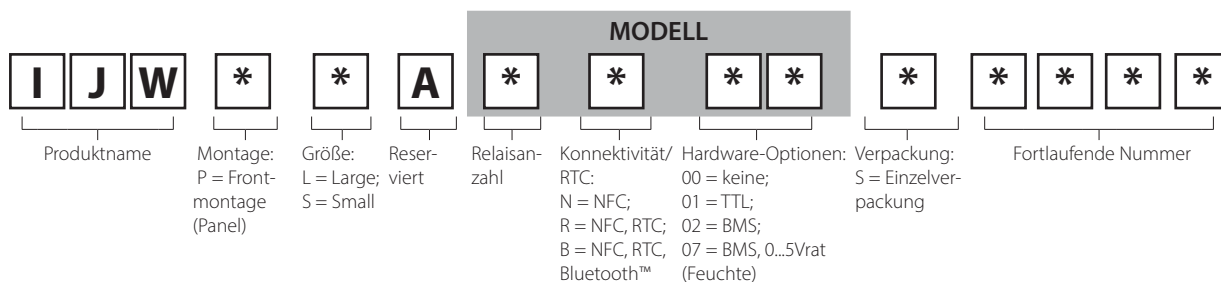 MODELL
I J W * * A * * * * * * * * *
Produktname
Montage:
P = Front-
montage
(Panel)
Größe:
L = Large;
S = Small
Reser-
viert
Relaisan-
zahl
Konnektivität/
RTC:
N = NFC;
R = NFC, RTC;
B = NFC, RTC,
Bluetooth™
Hardware-Optionen:
00 = keine;
01 = TTL;
02 = BMS;
07 = BMS, 0...5Vrat
(Feuchte)
Verpackung:
S = Einzelver-
packung
Fortlaufende Nummer